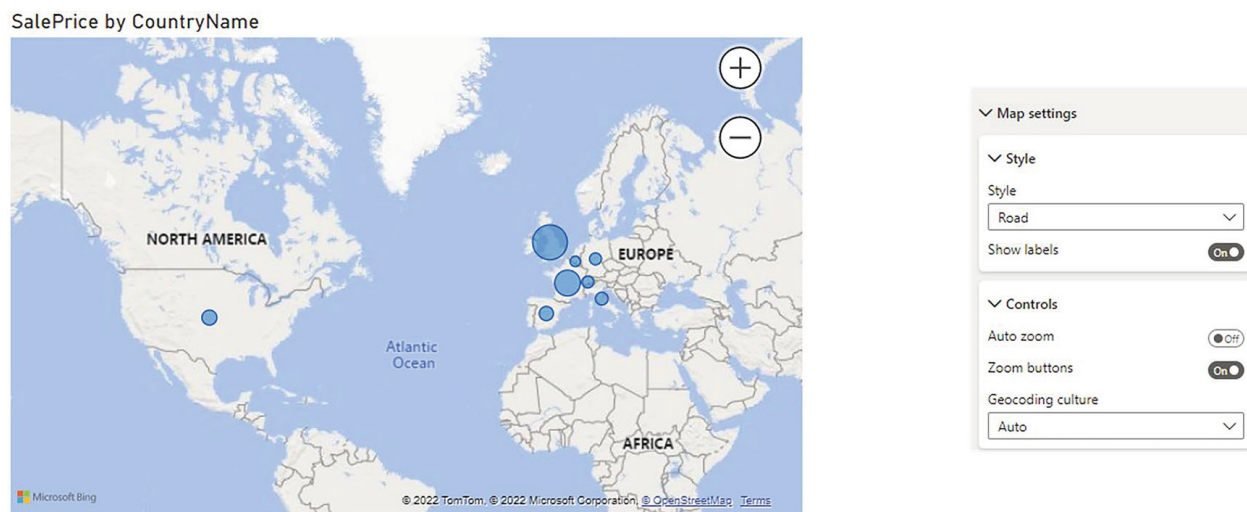 SalePrice by CountryName
NORTH AMERICA
EUROPE
Atlantic
Ocean
AFRICA
Microsoft Bing
© 2022 TomTom, © 2022 Microsoft Corporation, © OpenStreetMap Terms
Map settings
Style
Style
Road
Show labels
On
Controls
Auto zoom
Off
Zoom buttons
On
Geocoding culture
Auto